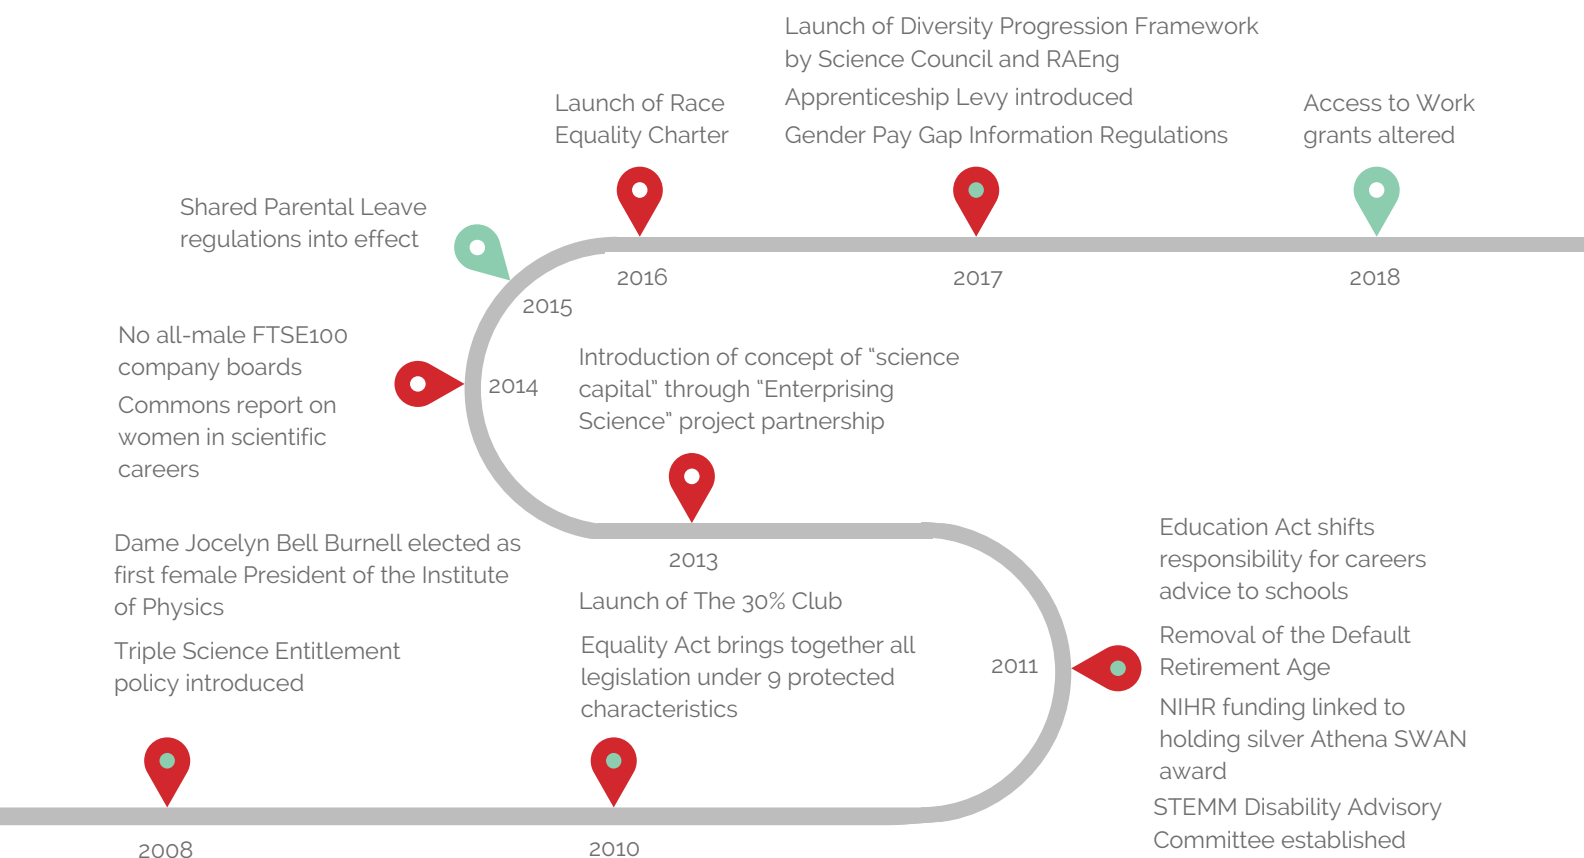 Launch of Diversity Progression Framework
by Science Council and RAEng
Apprenticeship Levy introduced
Gender Pay Gap Information Regulations
Launch of Race
Equality Charter
Access to Work
grants altered
Shared Parental Leave
regulations into effect
2016
2017
2018
2015
No all-male FTSE100
company boards
Commons report on
women in scientific
careers
2014
Introduction of concept of “science
capital” through “Enterprising
Science” project partnership
2013
Dame Jocelyn Bell Burnell elected as
first female President of the Institute
of Physics
Triple Science Entitlement
policy introduced
Launch of The 30% Club
Equality Act brings together all
legislation under 9 protected
characteristics
2011
Education Act shifts
responsibility for careers
advice to schools
Removal of the Default
Retirement Age
NIHR funding linked to
holding silver Athena SWAN
award
STEMM Disability Advisory
Committee established
2008
2010